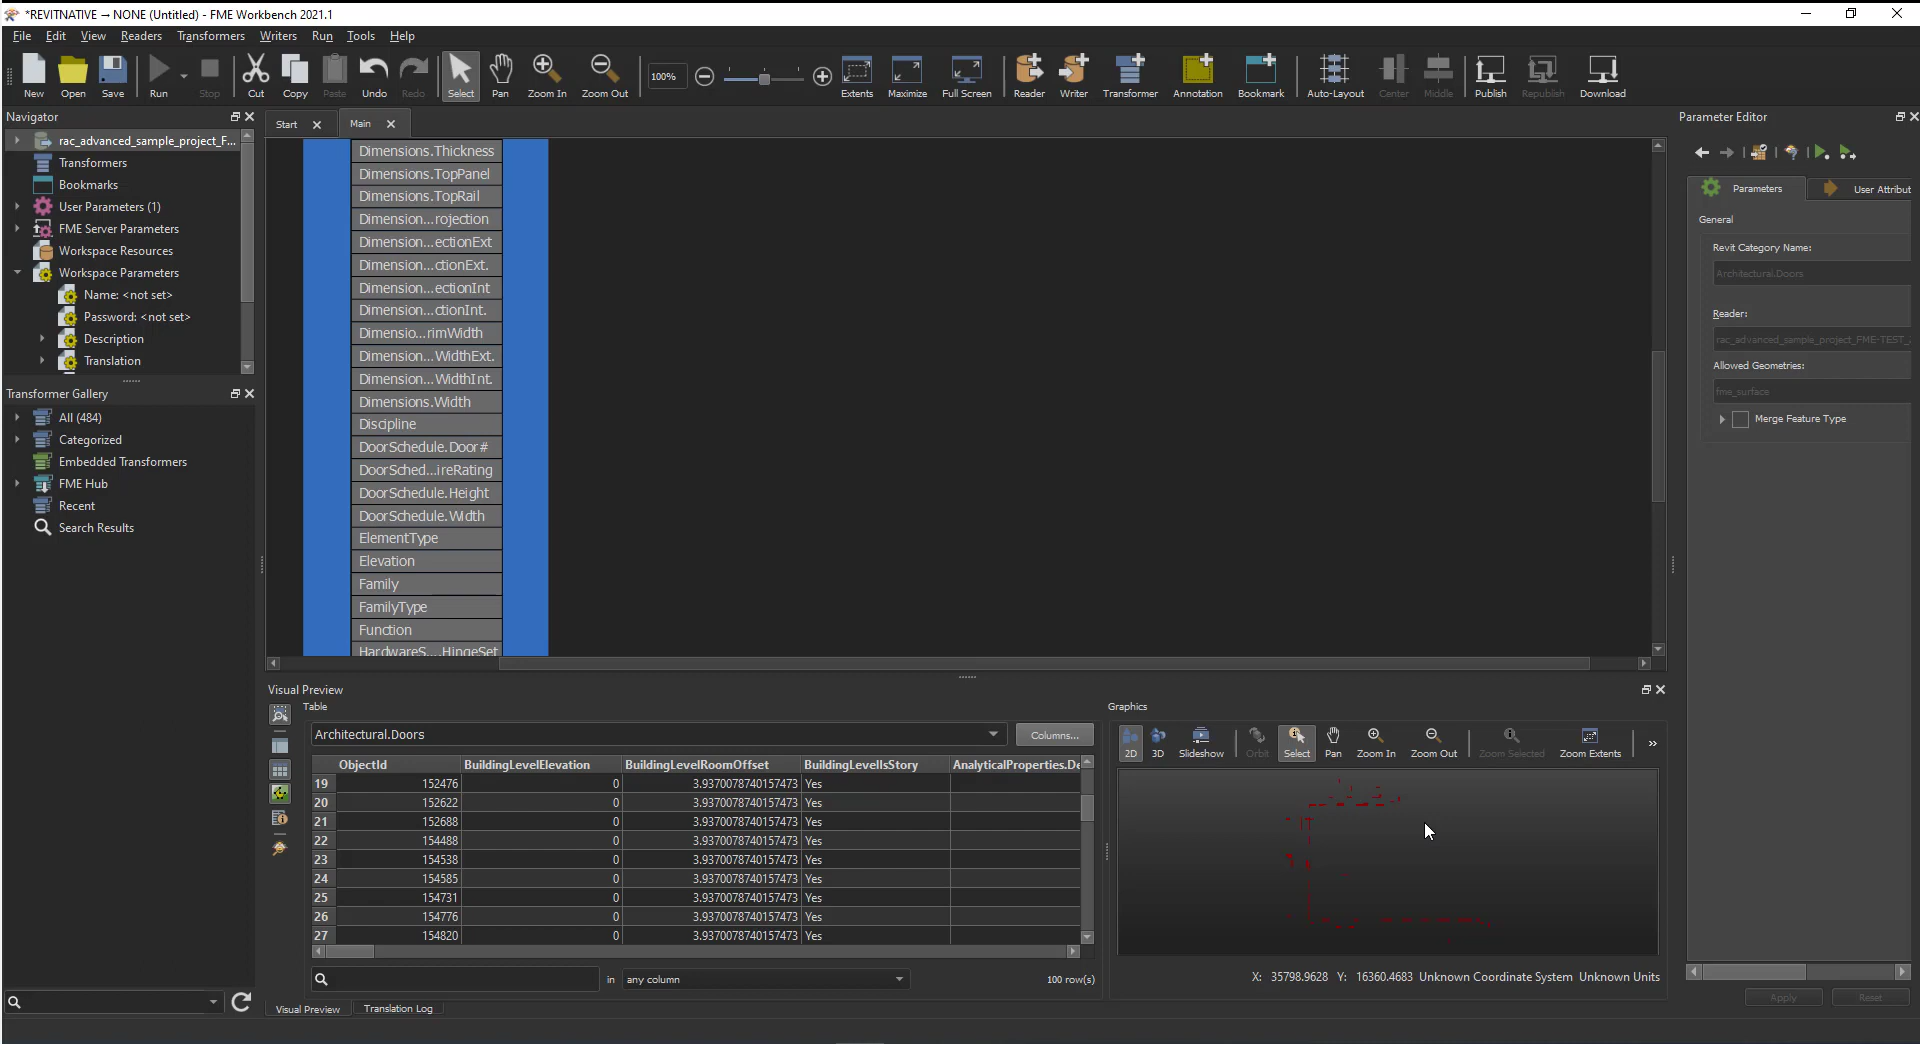 *REVITNATIVE → NONE (Untitled) - FME Workbench 2021.1
File Edit View Readers Transformers Writers Run Tools Help
New Open Save Run Stop Cut Copy Paste Undo Redo Select Pan Zoom In Zoom Out 100% Extents Maximize Full Screen Reader Writer Transformer Annotation Bookmark Auto-Layout Center Middle Publish Republish Download
Navigator
rac_advanced_sample_project_F...
Transformers
Bookmarks
User Parameters (1)
FME Server Parameters
Workspace Resources
Workspace Parameters
Name: <not set>
Password: <not set>
Description
Translation
Transformer Gallery
All (484)
Categorized
Embedded Transformers
FME Hub
Recent
Search Results
Start
Main
Dimensions.Thickness
Dimensions.TopPanel
Dimensions.TopRail
Dimension...rojection
Dimension...ectionExt
Dimension...ctionExt.
Dimension...ectionInt
Dimension...ctionInt.
Dimensio...rimWidth
Dimension...WidthExt.
Dimension...WidthInt.
Dimensions.Width
Discipline
DoorSchedule.Door#
DoorSched...ireRating
DoorSchedule.Height
DoorSchedule.Width
ElementType
Elevation
Family
FamilyType
Function
HardwareS....HingeSet
Visual Preview
Table
Architectural.Doors
Columns...
ObjectId BuildingLevelElevation BuildingLevelRoomOffset BuildingLevelIsStory AnalyticalProperties.De
19 152476 0 3.9370078740157473 Yes
20 152622 0 3.9370078740157473 Yes
21 152688 0 3.9370078740157473 Yes
22 154488 0 3.9370078740157473 Yes
23 154538 0 3.9370078740157473 Yes
24 154585 0 3.9370078740157473 Yes
25 154731 0 3.9370078740157473 Yes
26 154776 0 3.9370078740157473 Yes
27 154820 0 3.9370078740157473 Yes
in any column 100 row(s)
Visual Preview Translation Log
Graphics
2D 3D Slideshow Orbit Select Pan Zoom In Zoom Out Zoom Selected Zoom Extents »
X: 35798.9628 Y: 16360.4683 Unknown Coordinate System Unknown Units
Parameter Editor
Parameters User Attribut
General
Revit Category Name:
Architectural.Doors
Reader:
rac_advanced_sample_project_FME-TEST_
Allowed Geometries:
fme_surface
Merge Feature Type
Apply Reset